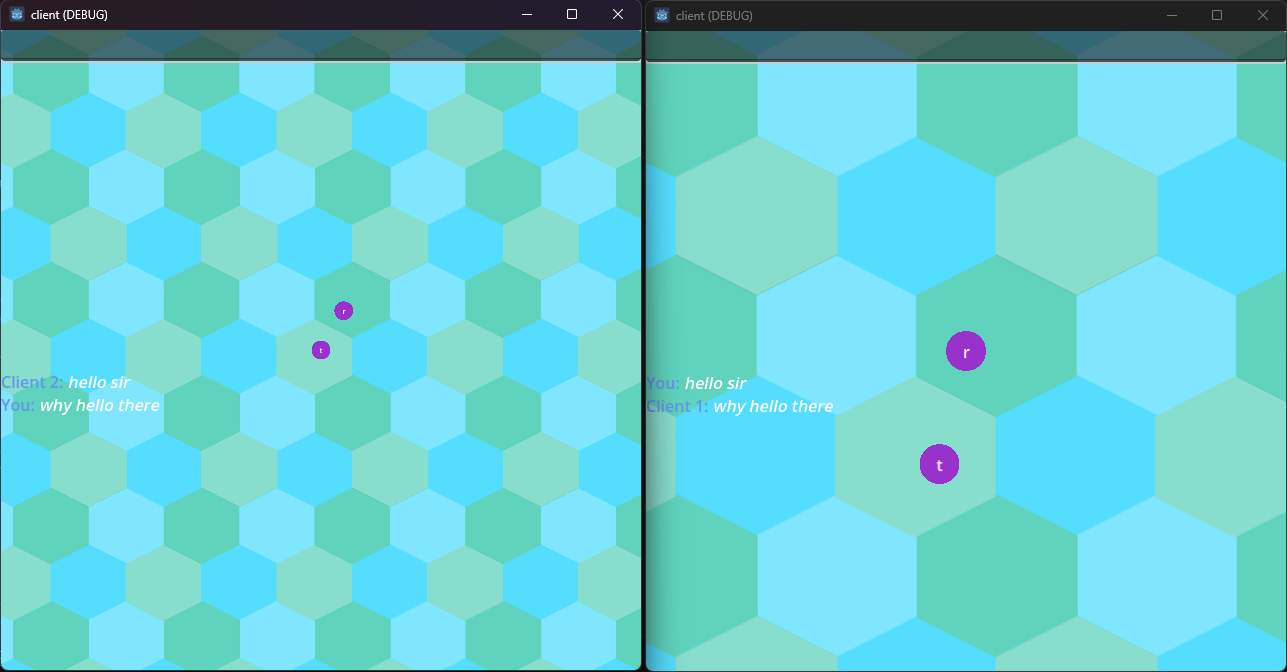 client (DEBUG)
r
t
Client 2: hello sir
You: why hello there
client (DEBUG)
r
You: hello sir
Client 1: why hello there
t